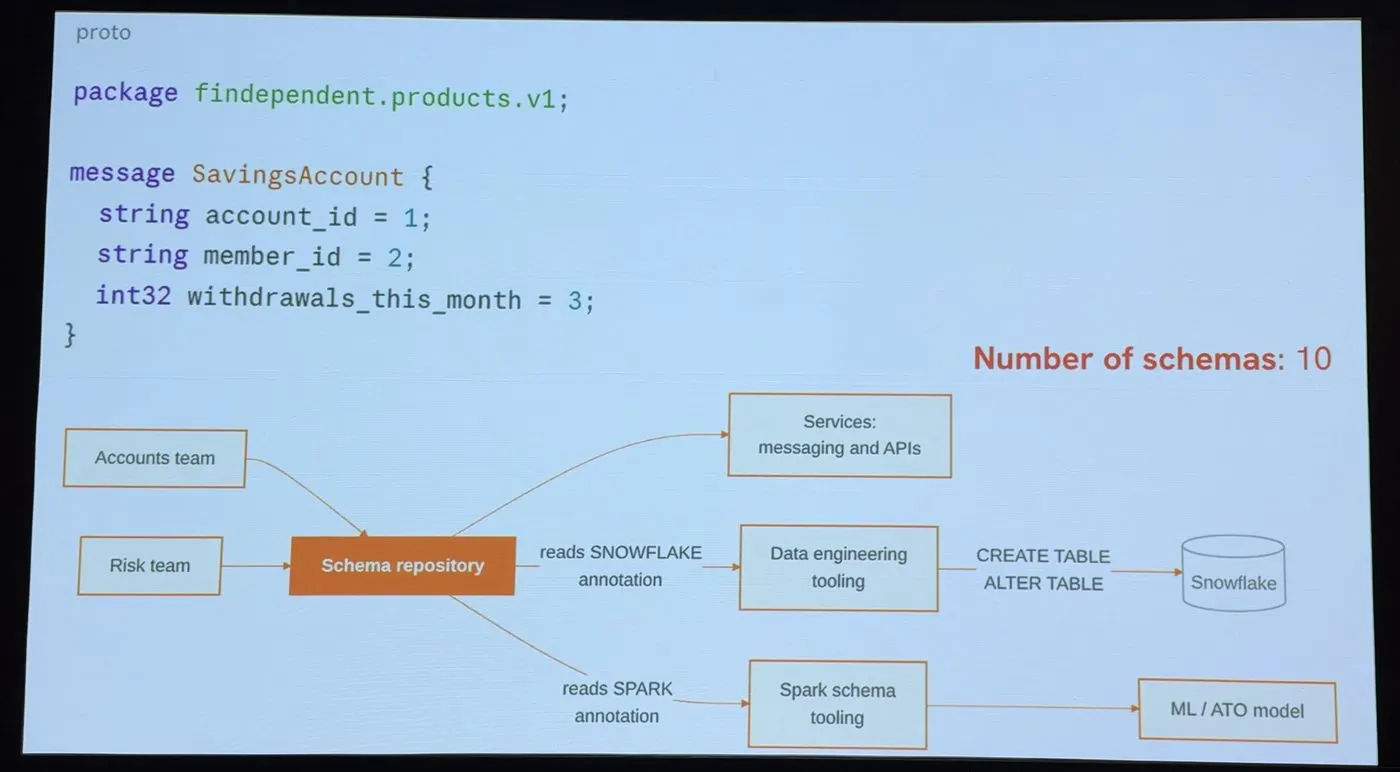 proto
package findependent.products.v1;
message SavingsAccount {
string account_id = 1;
string member_id = 2;
int32 withdrawals_this_month = 3;
}
Number of schemas: 10
Services:
messaging and APIs
Accounts team
Risk team
Schema repository
reads SNOWFLAKE
annotation
Data engineering
tooling
CREATE TABLE
ALTER TABLE
Snowflake
reads SPARK
annotation
Spark schema
tooling
ML / ATO model